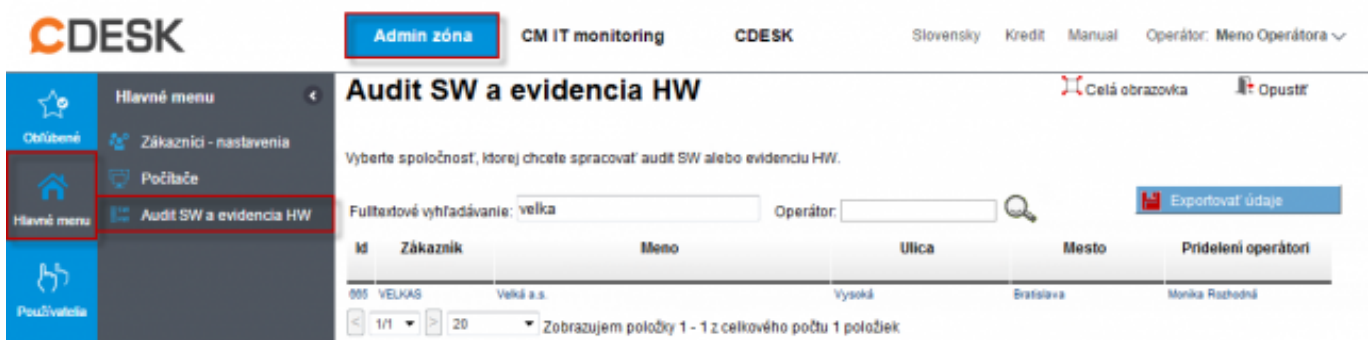 CDESK
Admin zóna CM IT monitoring CDESK Slovensky Kredit Manual Operátor: Meno Operátora
Obľúbené
Hlavné menu
Používatelia
Hlavné menu
Zákazníci - nastavenia
Počítače
Audit SW a evidencia HW
Audit SW a evidencia HW
Celá obrazovka Opustiť
Vyberte spoločnosť, ktorej chcete spracovať audit SW alebo evidenciu HW.
Fulltextové vyhľadávanie: velka Operátor: Exportovať údaje
Id Zákazník Meno Ulica Mesto Pridelení operátori
665 VELKAS Velká a.s. Vysoká Bratislava Monika Rozhodná
< 1/1 > 20 Zobrazujem položky 1 - 1 z celkového počtu 1 položiek